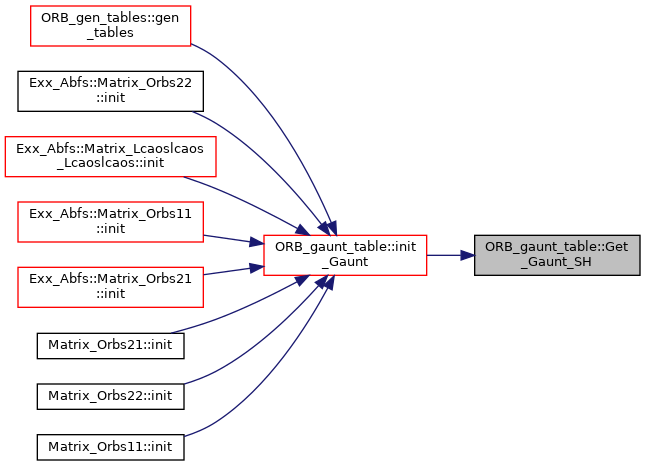 ORB_gen_tables::gen
_tables
Exx_Abfs::Matrix_Orbs22
::init
Exx_Abfs::Matrix_Lcaoslcaos
_Lcaoslcaos::init
Exx_Abfs::Matrix_Orbs11
::init
Exx_Abfs::Matrix_Orbs21
::init
Matrix_Orbs21::init
Matrix_Orbs22::init
Matrix_Orbs11::init
ORB_gaunt_table::init
_Gaunt
ORB_gaunt_table::Get
_Gaunt_SH